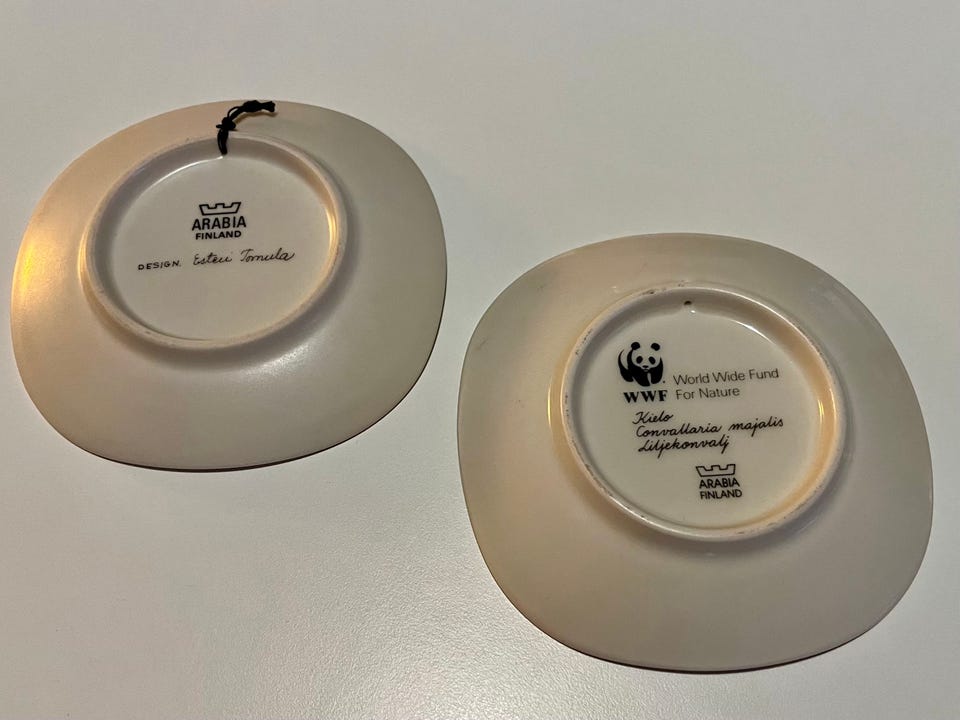 ARABIA
FINLAND
DESIGN. Esteri Tomula
WWF World Wide Fund
For Nature
Kielo
Convallaria majalis
Liljekonvalj
ARABIA
FINLAND